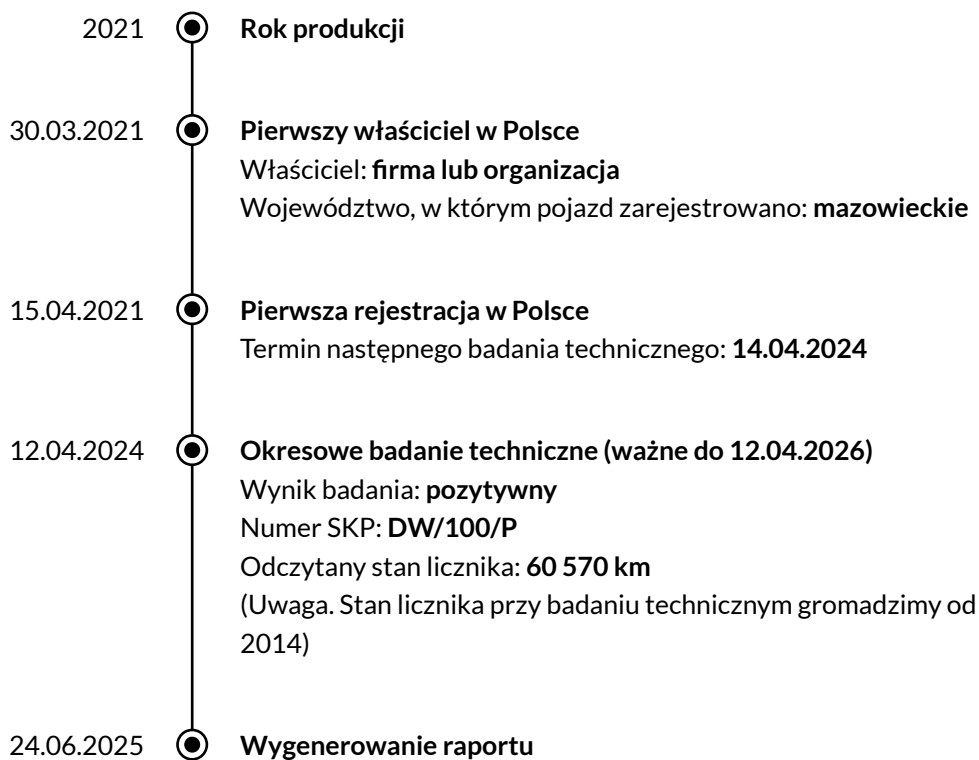 2021 Rok produkcji
30.03.2021 Pierwszy właściciel w Polsce
Właściciel: firma lub organizacja
Województwo, w którym pojazd zarejestrowano: mazowieckie
15.04.2021 Pierwsza rejestracja w Polsce
Termin następnego badania technicznego: 14.04.2024
12.04.2024 Okresowe badanie techniczne (ważne do 12.04.2026)
Wynik badania: pozytywny
Numer SKP: DW/100/P
Odczytany stan licznika: 60 570 km
(Uwaga. Stan licznika przy badaniu technicznym gromadzimy od
2014)
24.06.2025 Wygenerowanie raportu